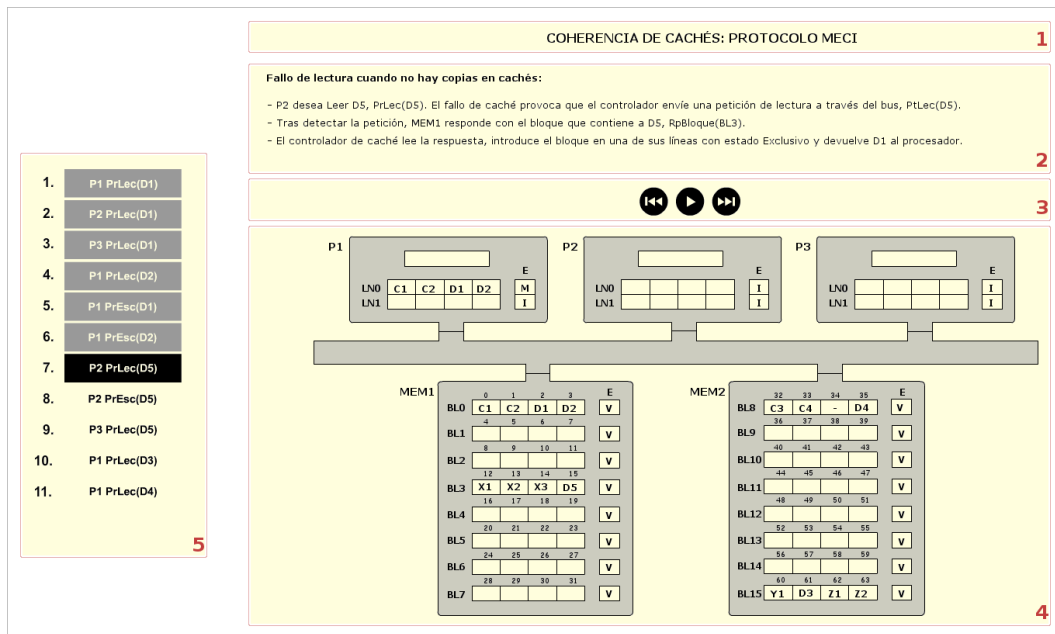 COHERENCIA DE CACHÉS: PROTOCOLO MECI
1
Fallo de lectura cuando no hay copias en cachés:
- P2 desea Leer D5, PrLec(D5). El fallo de caché provoca que el controlador envíe una petición de lectura a través del bus, PtLec(D5).
- Tras detectar la petición, MEM1 responde con el bloque que contiene a D5, RpBloque(BL3).
- El controlador de caché lee la respuesta, introduce el bloque en una de sus líneas con estado Exclusivo y devuelve D1 al procesador.
2
3
1. P1 PrLec(D1)
2. P2 PrLec(D1)
3. P3 PrLec(D1)
4. P1 PrLec(D2)
5. P1 PrEsc(D1)
6. P1 PrEsc(D2)
7. P2 PrLec(D5)
8. P2 PrEsc(D5)
9. P3 PrLec(D5)
10. P1 PrLec(D3)
11. P1 PrLec(D4)
5
P1 P2 P3
E E E
LN0 C1 C2 D1 D2 M LN0 I LN0 I
LN1 I LN1 I LN1 I
MEM1 MEM2
0 1 2 3 E 32 33 34 35 E
BL0 C1 C2 D1 D2 V BL8 C3 C4 - D4 V
4 5 6 7 36 37 38 39
BL1 V BL9 V
8 9 10 11 40 41 42 43
BL2 V BL10 V
12 13 14 15 44 45 46 47
BL3 X1 X2 X3 D5 V BL11 V
16 17 18 19 48 49 50 51
BL4 V BL12 V
20 21 22 23 52 53 54 55
BL5 V BL13 V
24 25 26 27 56 57 58 59
BL6 V BL14 V
28 29 30 31 60 61 62 63
BL7 V BL15 Y1 D3 Z1 Z2 V
4